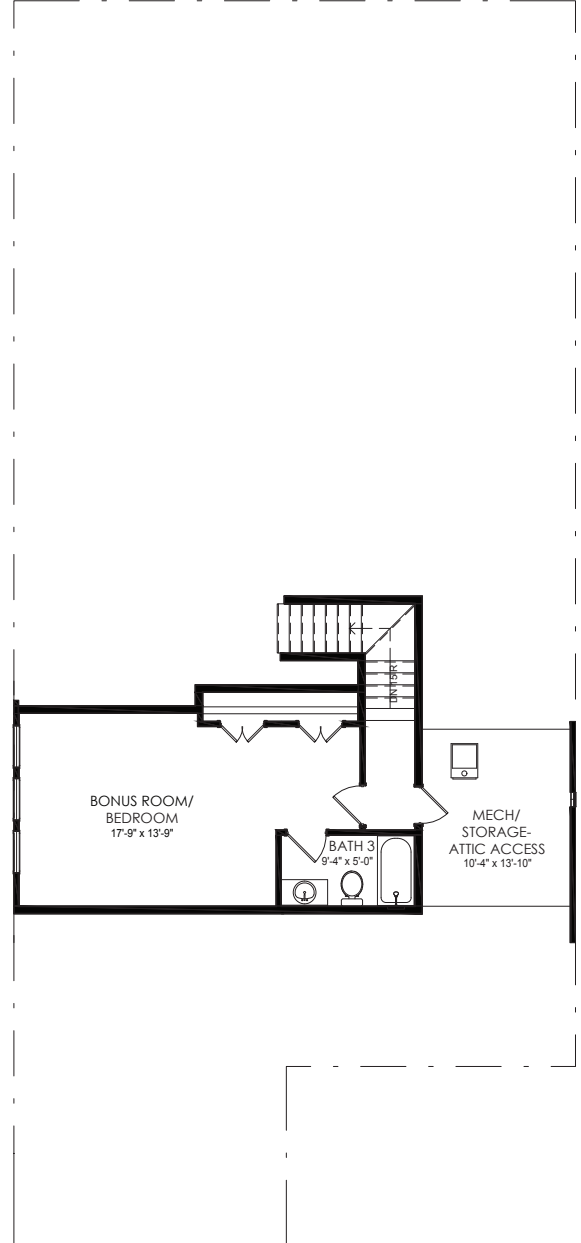 DN 15 R
BONUS ROOM/
BEDROOM
17'-9" x 13'-9"
BATH 3
9'-4" x 5'-0"
MECH/
STORAGE-
ATTIC ACCESS
10'-4" x 13'-10"